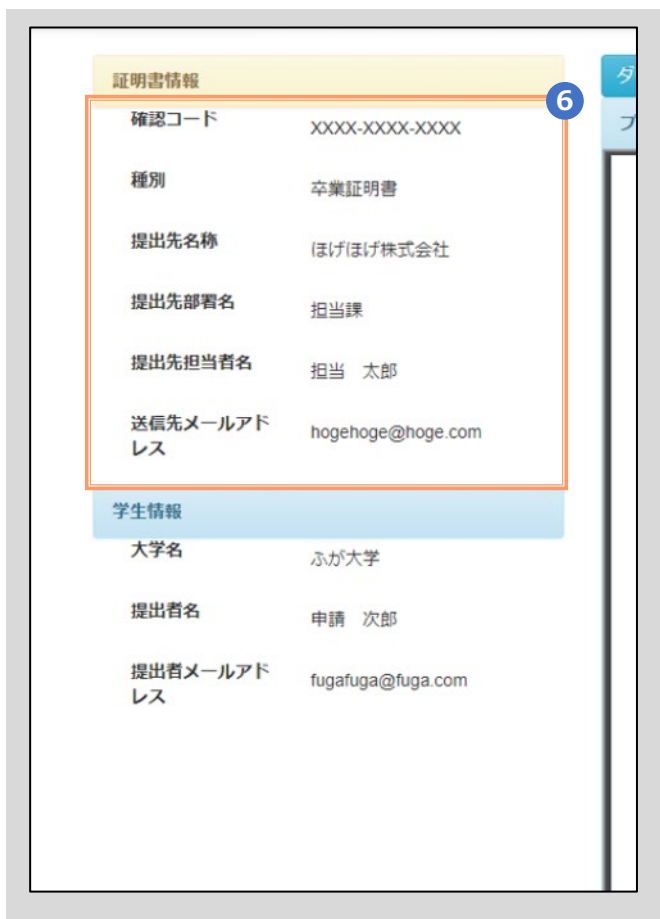 証明書情報
ダ
6
確認コード XXXX-XXXX-XXXX
プ
種別 卒業証明書
提出先名称 ほげほげ株式会社
提出先部署名 担当課
提出先担当者名 担当　太郎
送信先メールアド
レス
hogehoge@hoge.com
学生情報
大学名 ふが大学
提出者名 申請　次郎
提出者メールアド
レス
fugafuga@fuga.com